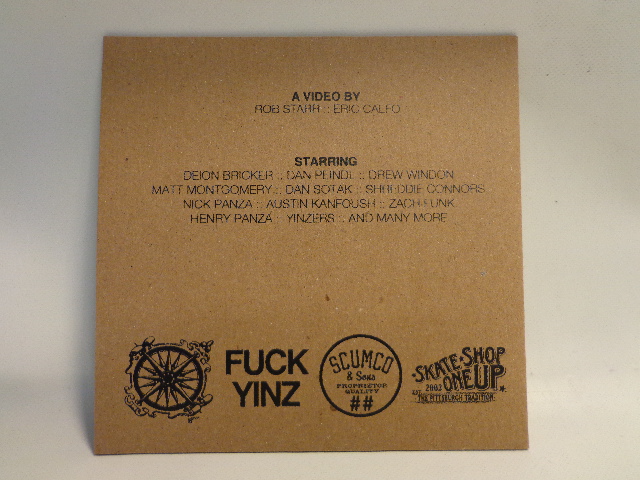 A VIDEO BY
ROB STARR :: ERIC CALFO
STARRING
DEION BRICKER :: DAN PEINDL :: DREW WINDON
MATT MONTGOMERY :: DAN SOTAK :: SHREDDIE CONNORS
NICK PANZA :: AUSTIN KANFOUSH :: ZACH FUNK
HENRY PANZA :: YINZERS :: AND MANY MORE
FUCK
YINZ
SCUMCO
& Sons
PROPRIETOR
QUALITY
##
SKATE·SHOP
EST 2003 ONE UP
THE PITTSBURGH TRADITION